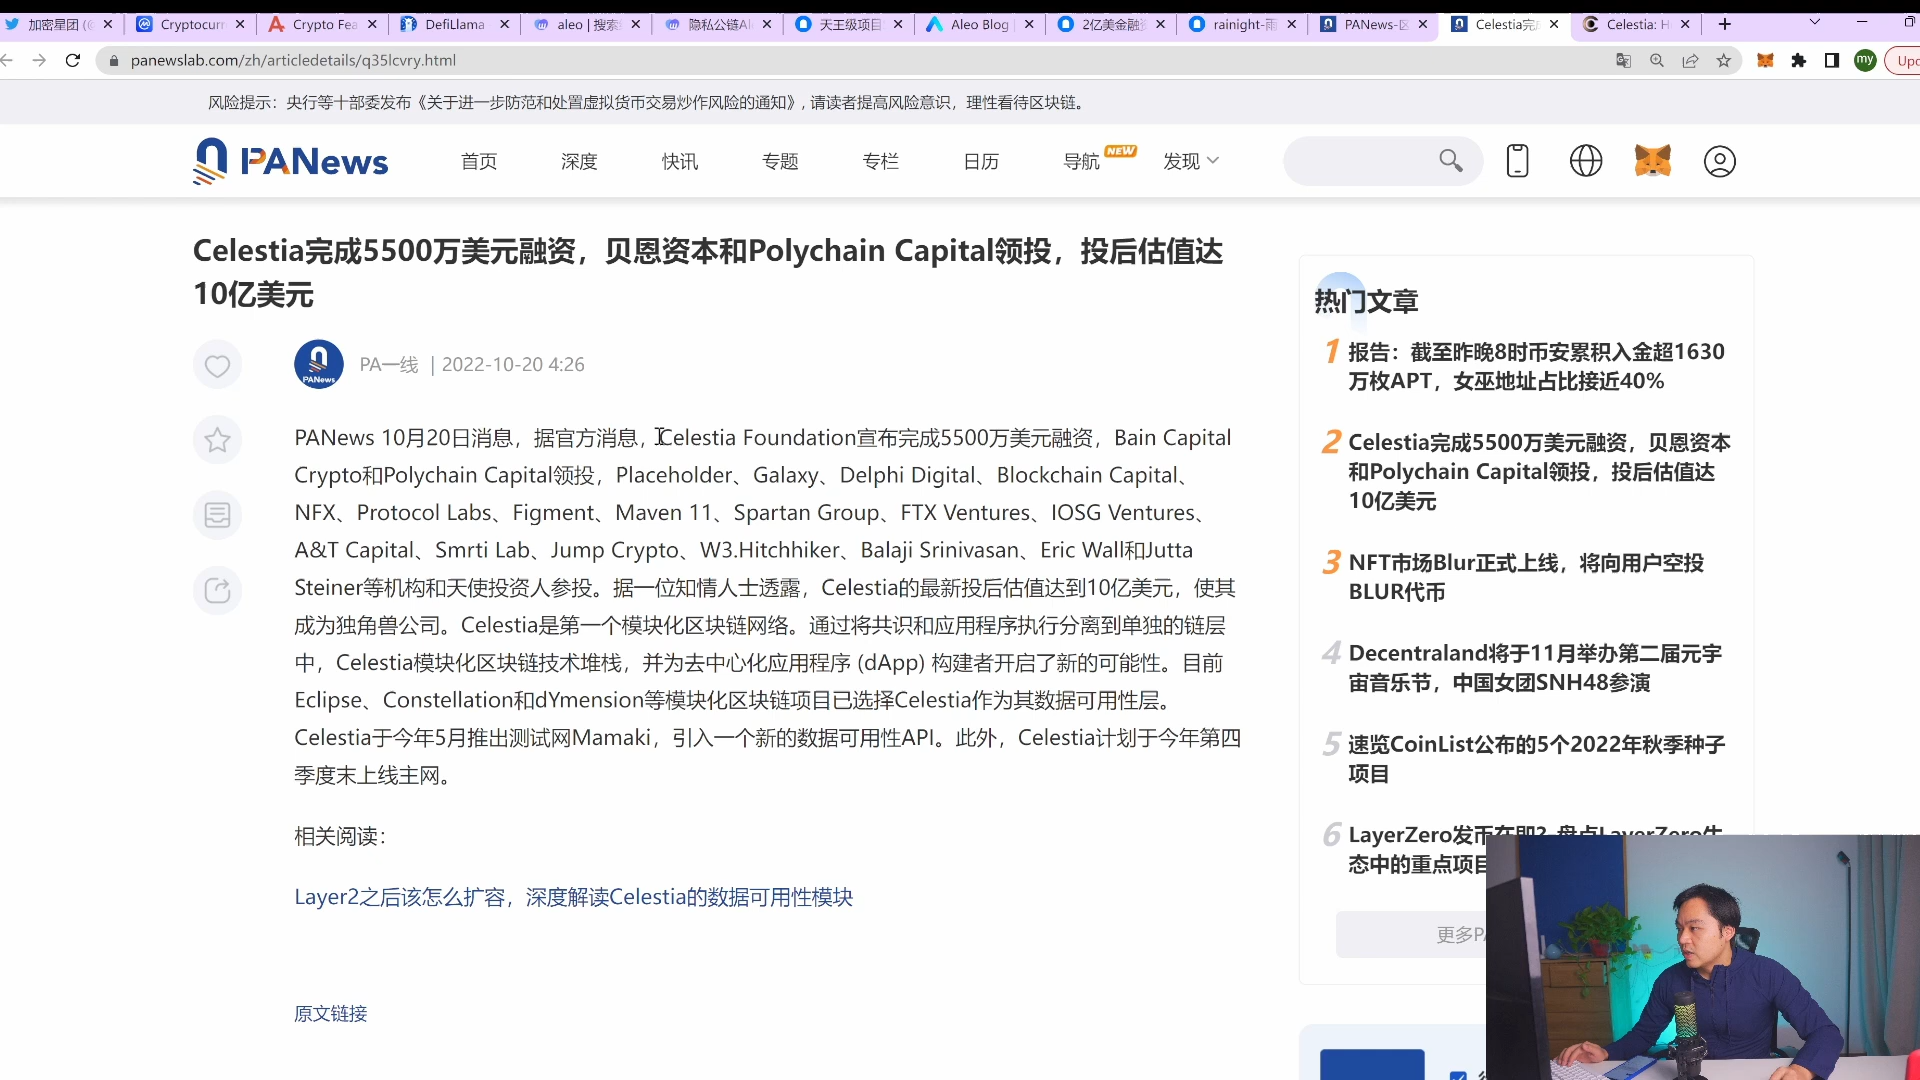 加密星团 (@
Cryptocurr
Crypto Fea
DefiLlama
aleo | 搜索
隐私公链Al
天王级项目
Aleo Blog
2亿美金融
rainight-雨
PANews-区
Celestia完
Celestia: H
panewslab.com/zh/articledetails/q35lcvry.html
my
Upd
风险提示：央行等十部委发布《关于进一步防范和处置虚拟货币交易炒作风险的通知》，请读者提高风险意识，理性看待区块链。
PANews
首页
深度
快讯
专题
专栏
日历
导航
NEW
发现
Celestia完成5500万美元融资，贝恩资本和Polychain Capital领投，投后估值达
10亿美元
PANews
PA一线 | 2022-10-20 4:26
PANews 10月20日消息，据官方消息，Celestia Foundation宣布完成5500万美元融资，Bain Capital
Crypto和Polychain Capital领投，Placeholder、Galaxy、Delphi Digital、Blockchain Capital、
NFX、Protocol Labs、Figment、Maven 11、Spartan Group、FTX Ventures、IOSG Ventures、
A&T Capital、Smrti Lab、Jump Crypto、W3.Hitchhiker、Balaji Srinivasan、Eric Wall和Jutta
Steiner等机构和天使投资人参投。据一位知情人士透露，Celestia的最新投后估值达到10亿美元，使其
成为独角兽公司。Celestia是第一个模块化区块链网络。通过将共识和应用程序执行分离到单独的链层
中，Celestia模块化区块链技术堆栈，并为去中心化应用程序 (dApp) 构建者开启了新的可能性。目前
Eclipse、Constellation和dYmension等模块化区块链项目已选择Celestia作为其数据可用性层。
Celestia于今年5月推出测试网Mamaki，引入一个新的数据可用性API。此外，Celestia计划于今年第四
季度末上线主网。
相关阅读：
Layer2之后该怎么扩容，深度解读Celestia的数据可用性模块
原文链接
热门文章
1 报告：截至昨晚8时币安累积入金超1630
万枚APT，女巫地址占比接近40%
2 Celestia完成5500万美元融资，贝恩资本
和Polychain Capital领投，投后估值达
10亿美元
3 NFT市场Blur正式上线，将向用户空投
BLUR代币
4 Decentraland将于11月举办第二届元宇
宙音乐节，中国女团SNH48参演
5 速览CoinList公布的5个2022年秋季种子
项目
6 LayerZero发币在即？盘点LayerZero生
态中的重点项目
更多PA